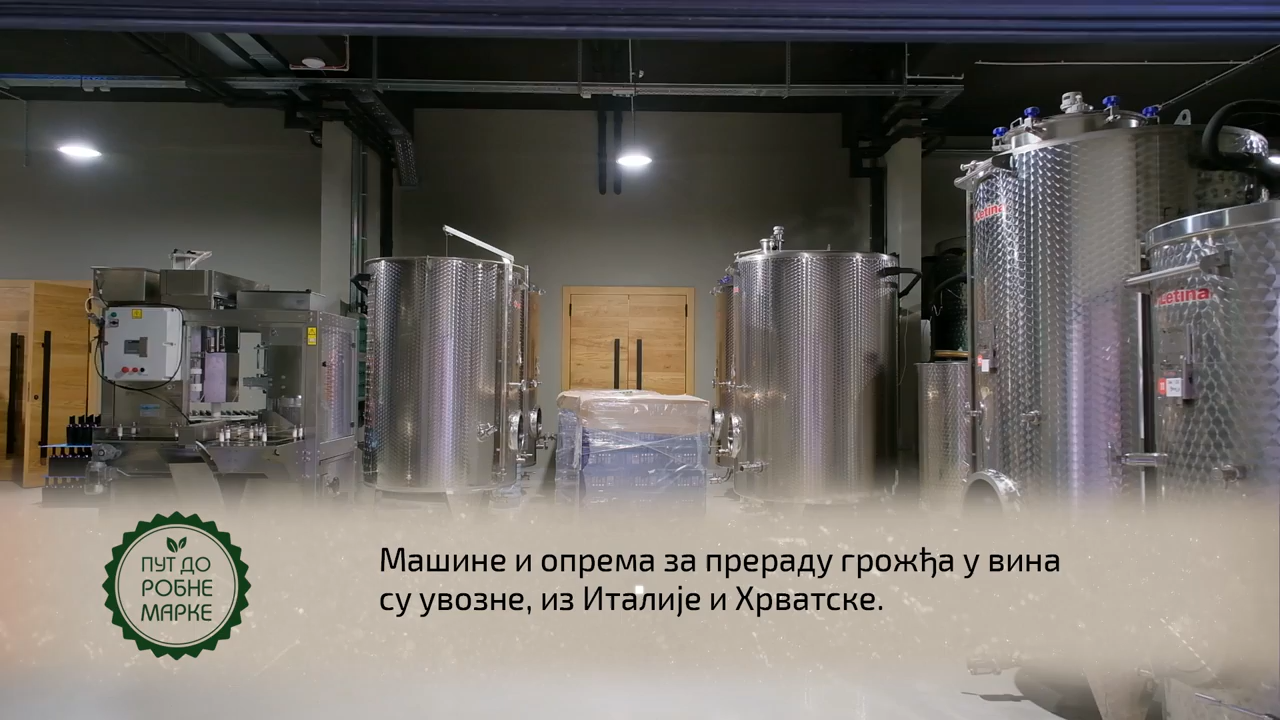 Letina
Letina
ПУТ ДО
РОБНЕ
МАРКЕ
Машине и опрема за прераду грожђа у вина
су увозне, из Италије и Хрватске.